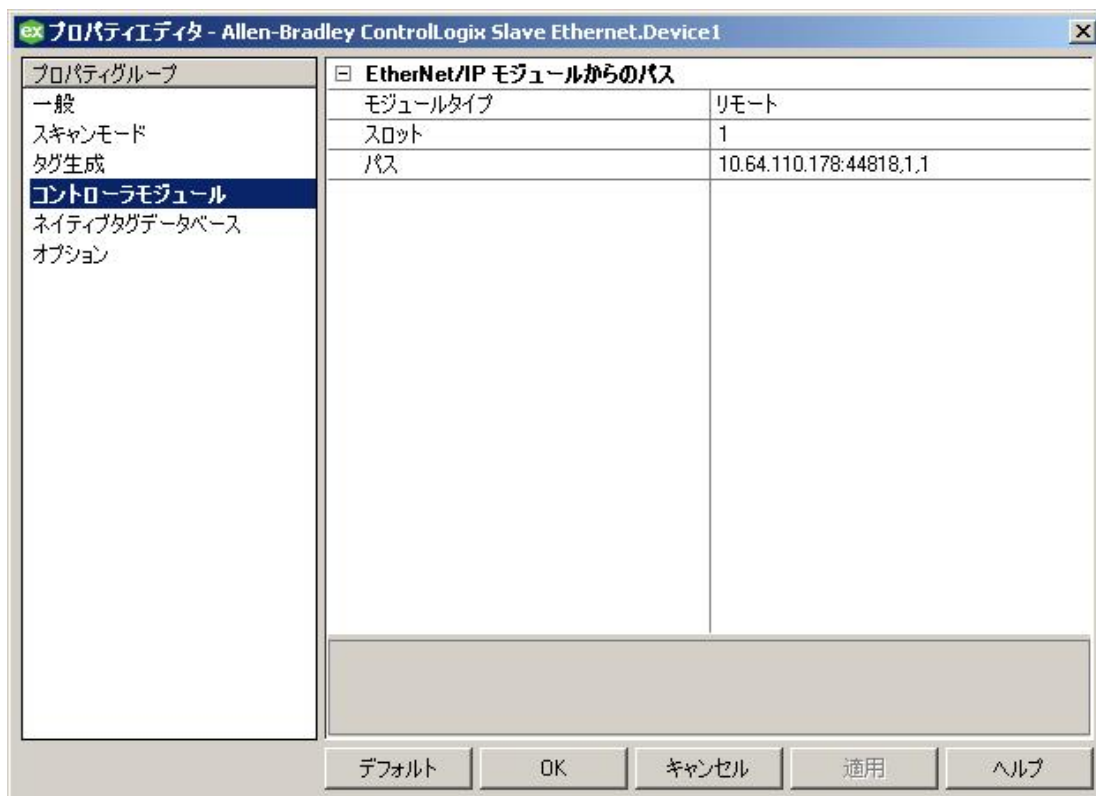 ex プロパティエディタ - Allen-Bradley ControlLogix Slave Ethernet.Device1
プロパティグループ
一般
スキャンモード
タグ生成
コントローラモジュール
ネイティブタグデータベース
オプション
EtherNet/IP モジュールからのパス
モジュールタイプ リモート
スロット 1
パス 10.64.110.178:44818,1,1
デフォルト OK キャンセル 適用 ヘルプ